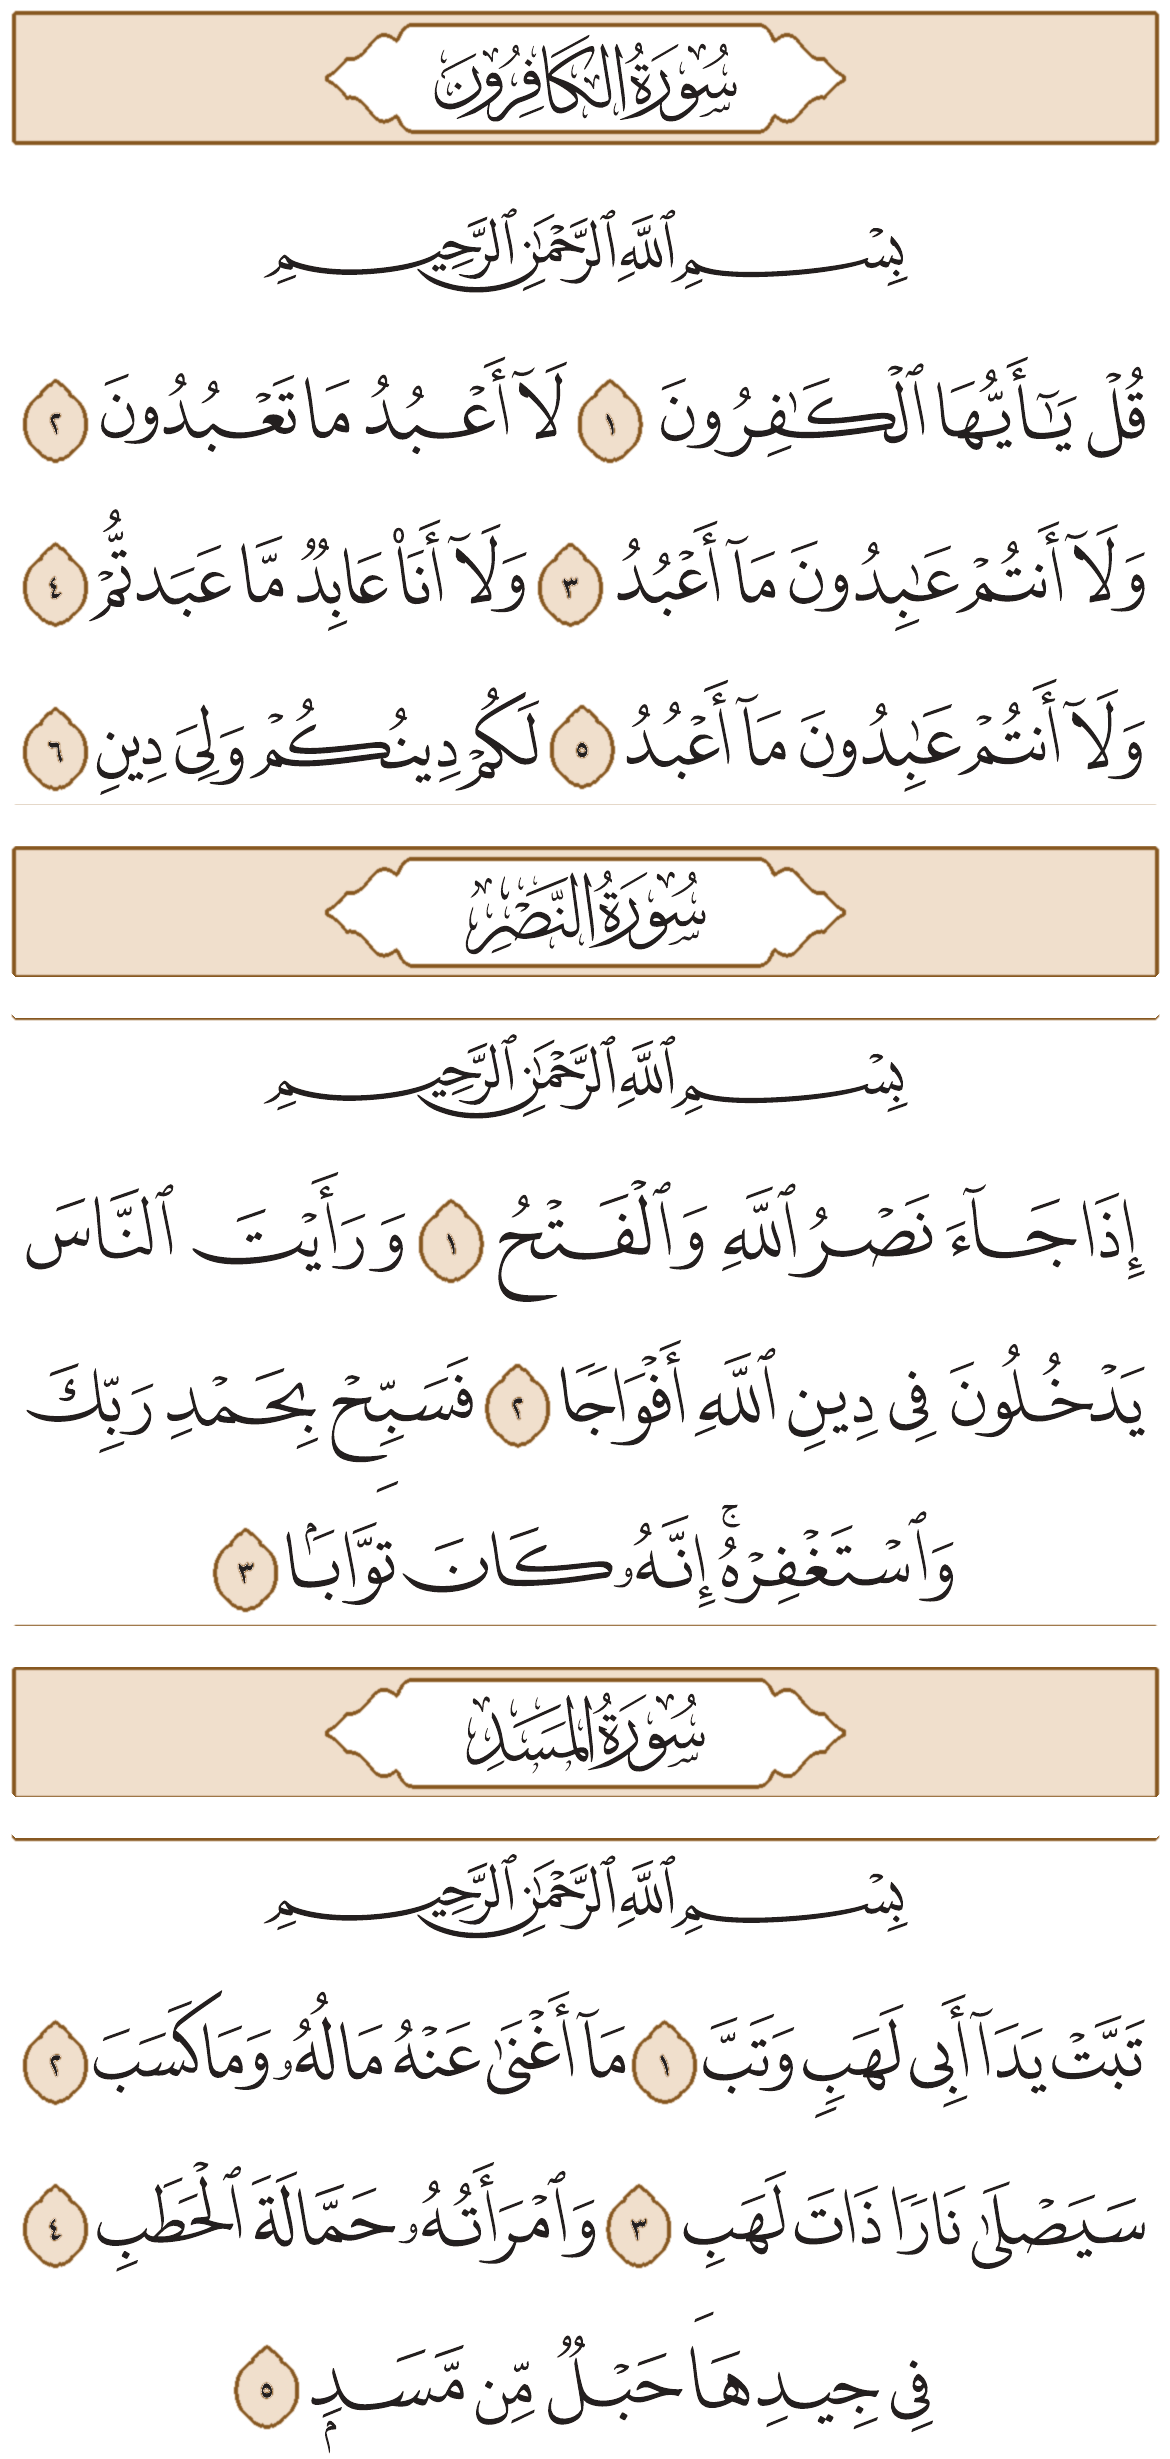 سُورَةُ الكَافِرُونَ
بِسْمِ ٱللَّهِ ٱلرَّحْمَٰنِ ٱلرَّحِيمِ
قُلْ يَـٰٓأَيُّهَا ٱلْكَـٰفِرُونَ ١ لَآ أَعْبُدُ مَا تَعْبُدُونَ ٢
وَلَآ أَنتُمْ عَـٰبِدُونَ مَآ أَعْبُدُ ٣ وَلَآ أَنَا۠ عَابِدٌ مَّا عَبَدتُّمْ ٤
وَلَآ أَنتُمْ عَـٰبِدُونَ مَآ أَعْبُدُ ٥ لَكُمْ دِينُكُمْ وَلِىَ دِينِ ٦
سُورَةُ النَّصْرِ
بِسْمِ ٱللَّهِ ٱلرَّحْمَٰنِ ٱلرَّحِيمِ
إِذَا جَآءَ نَصْرُ ٱللَّهِ وَٱلْفَتْحُ ١ وَرَأَيْتَ ٱلنَّاسَ
يَدْخُلُونَ فِى دِينِ ٱللَّهِ أَفْوَاجًا ٢ فَسَبِّحْ بِحَمْدِ رَبِّكَ
وَٱسْتَغْفِرْهُ ۚ إِنَّهُۥ كَانَ تَوَّابًۢا ٣
سُورَةُ المَسَدِ
بِسْمِ ٱللَّهِ ٱلرَّحْمَٰنِ ٱلرَّحِيمِ
تَبَّتْ يَدَآ أَبِى لَهَبٍ وَتَبَّ ١ مَآ أَغْنَىٰ عَنْهُ مَالُهُۥ وَمَا كَسَبَ ٢
سَيَصْلَىٰ نَارًا ذَاتَ لَهَبٍ ٣ وَٱمْرَأَتُهُۥ حَمَّالَةَ ٱلْحَطَبِ ٤
فِى جِيدِهَا حَبْلٌ مِّن مَّسَدٍۭ ٥